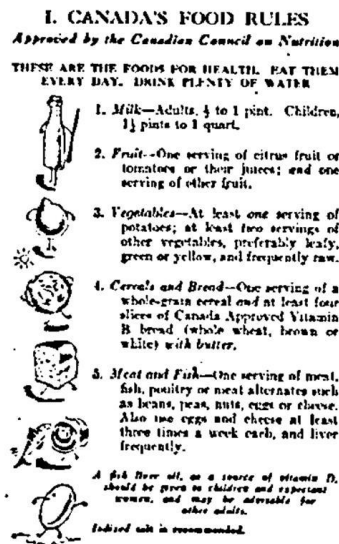 I. CANADA'S FOOD RULES
Approved by the Canadian Council on Nutrition
THESE ARE THE FOODS FOR HEALTH. EAT THEM
EVERY DAY. DRINK PLENTY OF WATER
1. Milk—Adults, ½ to 1 pint. Children,
1½ pints to 1 quart.
2. Fruit—One serving of citrus fruit or
tomatoes or their juices; and one
serving of other fruit.
3. Vegetables—At least one serving of
potatoes; at least two servings of
other vegetables, preferably leafy,
green or yellow, and frequently raw.
4. Cereals and Bread—One serving of a
whole-grain cereal and at least four
slices of Canada Approved Vitamin
B bread (whole wheat, brown or
white) with butter.
5. Meat and Fish—One serving of meat,
fish, poultry or meat alternates such
as beans, peas, nuts, eggs or cheese.
Also use eggs and cheese at least
three times a week each, and liver
frequently.
A fish liver oil, as a source of vitamin D,
should be given to children and expectant
women, and may be advisable for
other adults.
Iodized salt is recommended.